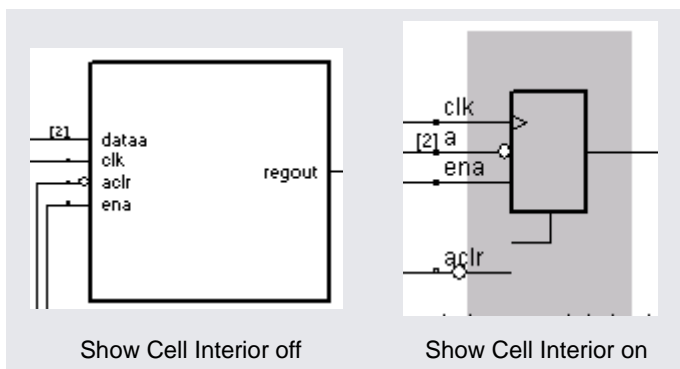 [2]
dataa
clk
aclr
ena
regout
clk
[2] a
ena
aclr
Show Cell Interior off
Show Cell Interior on